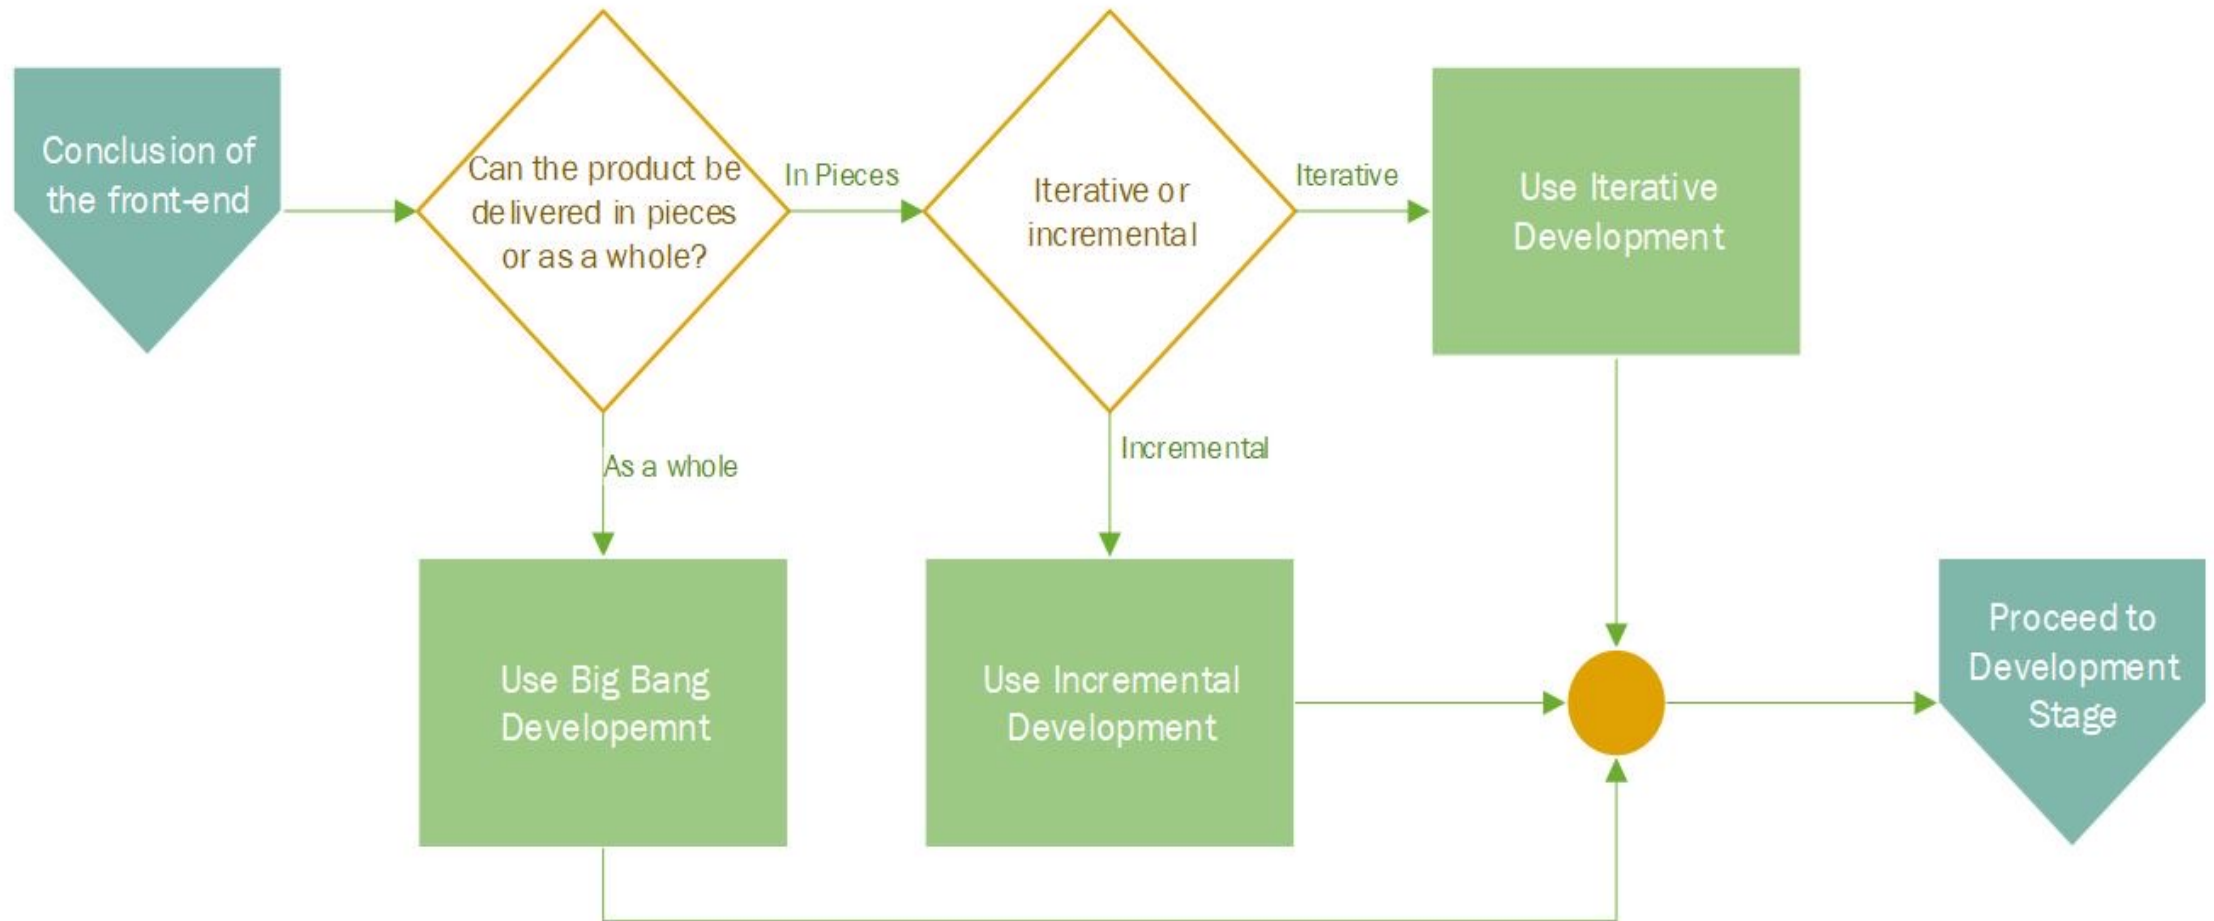 Conclusion of
the front-end
Can the product be
delivered in pieces
or as a whole?
In Pieces
Iterative or
incremental
Iterative
Use Iterative
Development
As a whole
Incremental
Use Big Bang
Developemnt
Use Incremental
Development
Proceed to
Development
Stage